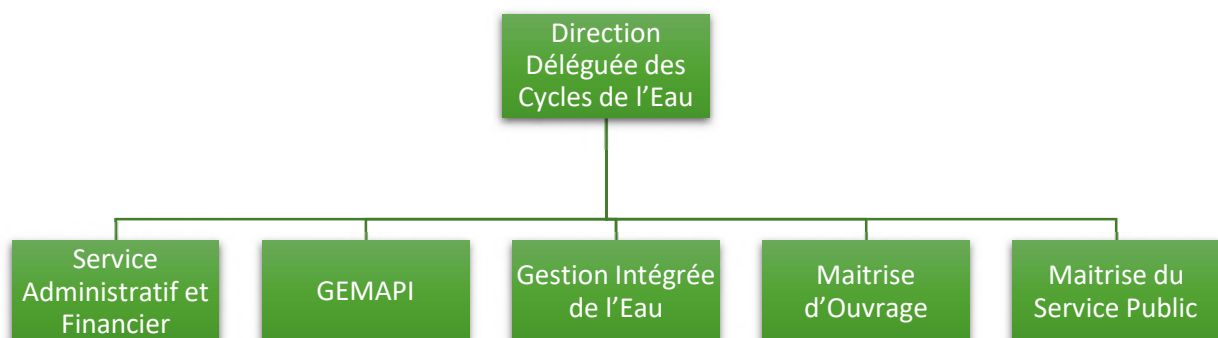 Direction
Déléguée des
Cycles de l’Eau
Service
Administratif et
Financier
GEMAPI
Gestion Intégrée
de l’Eau
Maitrise
d’Ouvrage
Maitrise du
Service Public